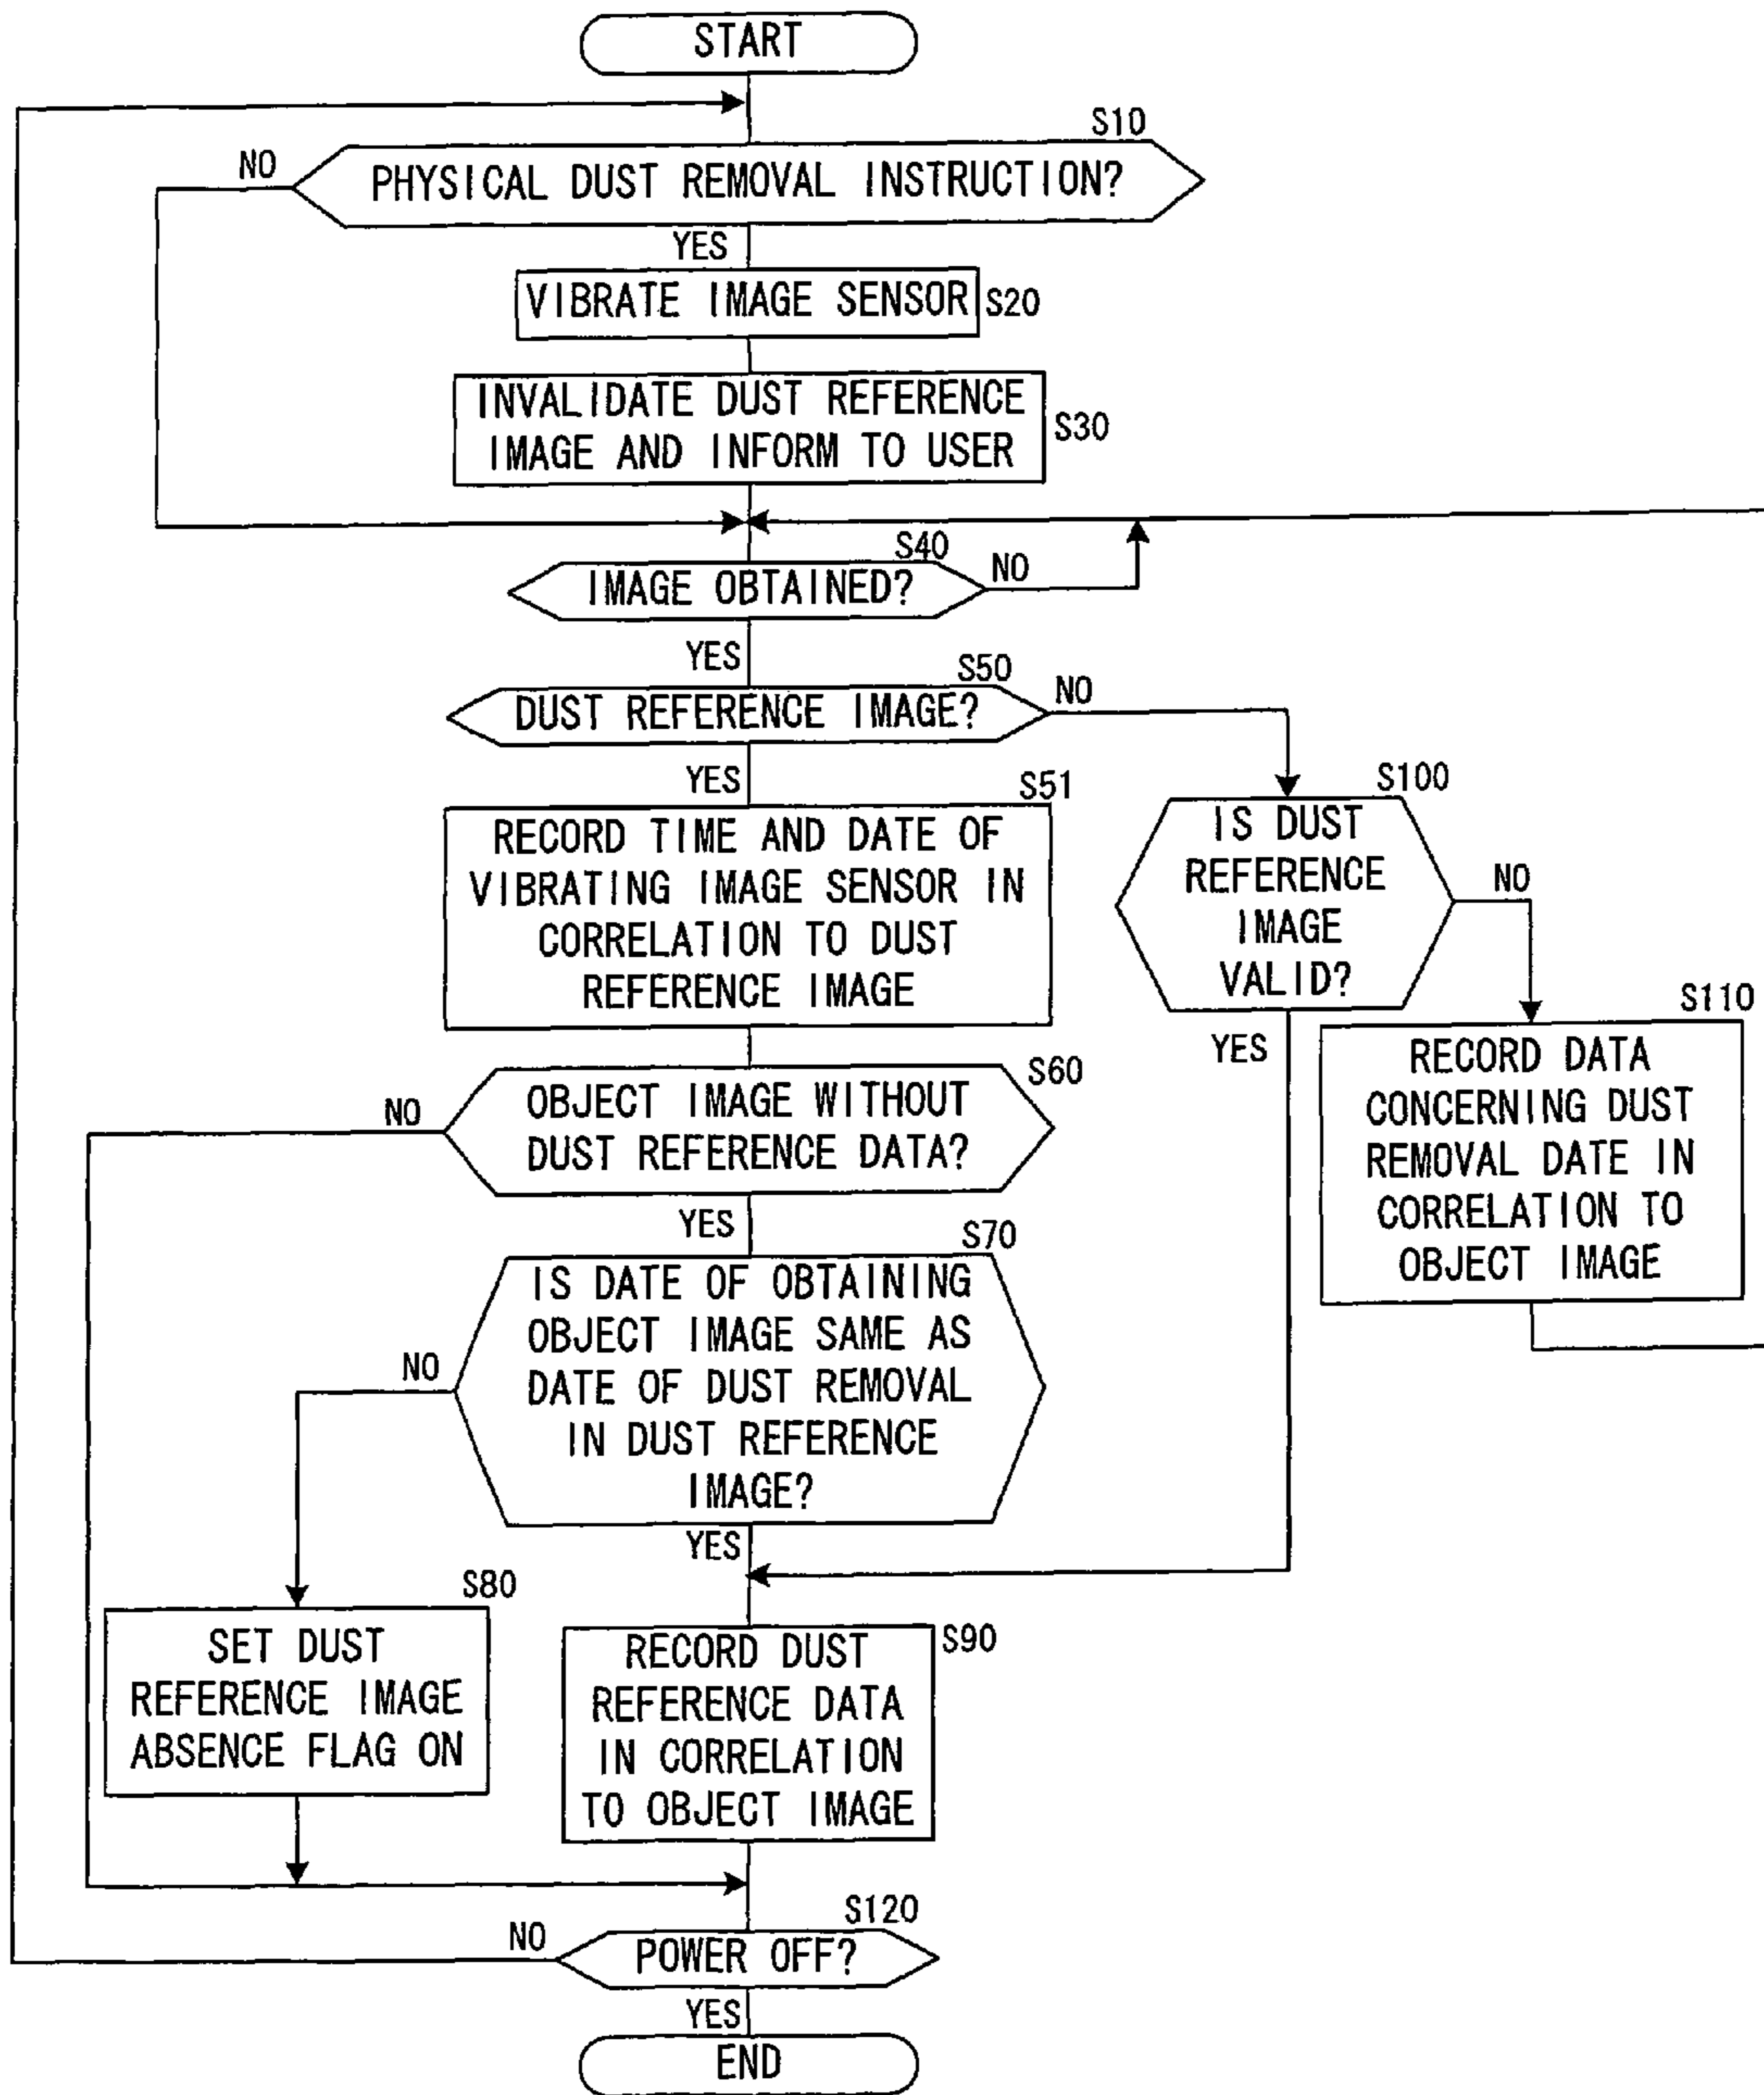 START
S10
NO
PHYSICAL DUST REMOVAL INSTRUCTION?
YES
VIBRATE IMAGE SENSOR
S20
INVALIDATE DUST REFERENCE
IMAGE AND INFORM TO USER
S30
S40
IMAGE OBTAINED?
NO
YES
S50
DUST REFERENCE IMAGE?
NO
YES
S51
RECORD TIME AND DATE OF
VIBRATING IMAGE SENSOR IN
CORRELATION TO DUST
REFERENCE IMAGE
S100
IS DUST
REFERENCE
IMAGE
VALID?
NO
YES
S110
RECORD DATA
CONCERNING DUST
REMOVAL DATE IN
CORRELATION TO
OBJECT IMAGE
S60
NO
OBJECT IMAGE WITHOUT
DUST REFERENCE DATA?
YES
S70
IS DATE OF OBTAINING
OBJECT IMAGE SAME AS
DATE OF DUST REMOVAL
IN DUST REFERENCE
IMAGE?
NO
YES
S80
SET DUST
REFERENCE IMAGE
ABSENCE FLAG ON
S90
RECORD DUST
REFERENCE DATA
IN CORRELATION
TO OBJECT IMAGE
S120
NO
POWER OFF?
YES
END